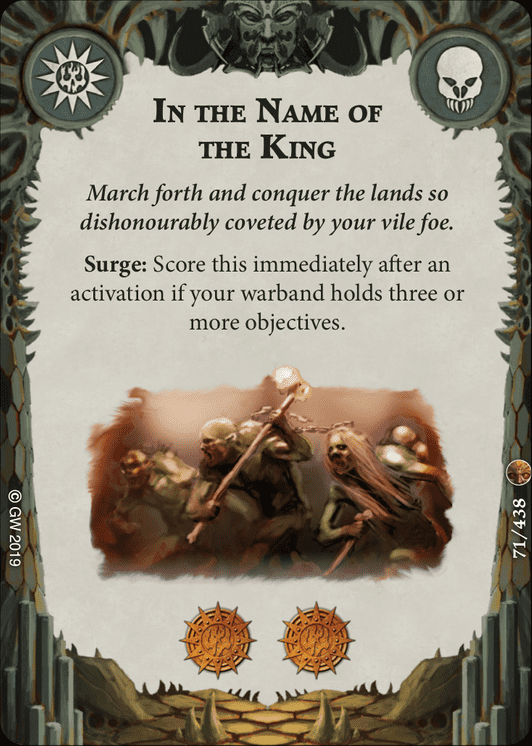 In the Name of
the King
March forth and conquer the lands so
dishonourably coveted by your vile foe.
Surge: Score this immediately after an
activation if your warband holds three or
more objectives.
© GW 2019
71/438